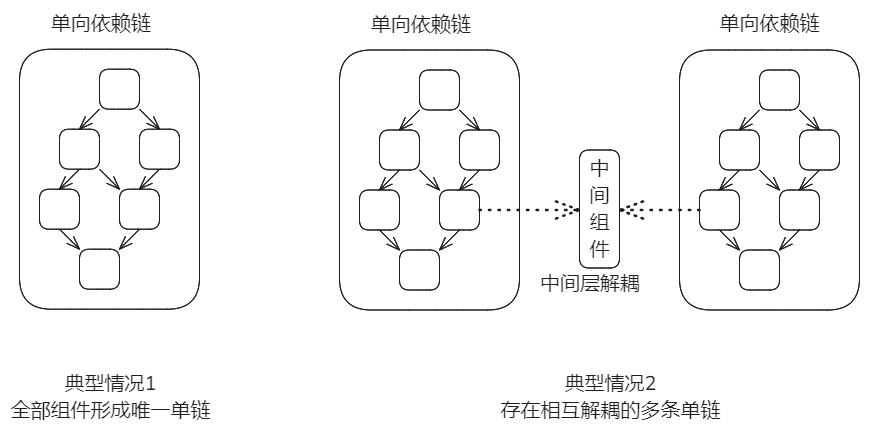 单向依赖链
单向依赖链
单向依赖链
中间组件
中间层解耦
典型情况1
全部组件形成唯一单链
典型情况2
存在相互解耦的多条单链